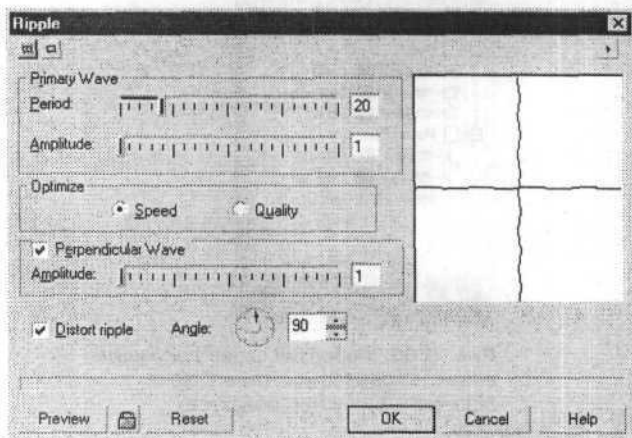 Ripple
Primary Wave
Period: 20
Amplitude: 1
Optimize
Speed Quality
Perpendicular Wave
Amplitude: 1
Distort ripple Angle: 90
Preview Reset OK Cancel Help